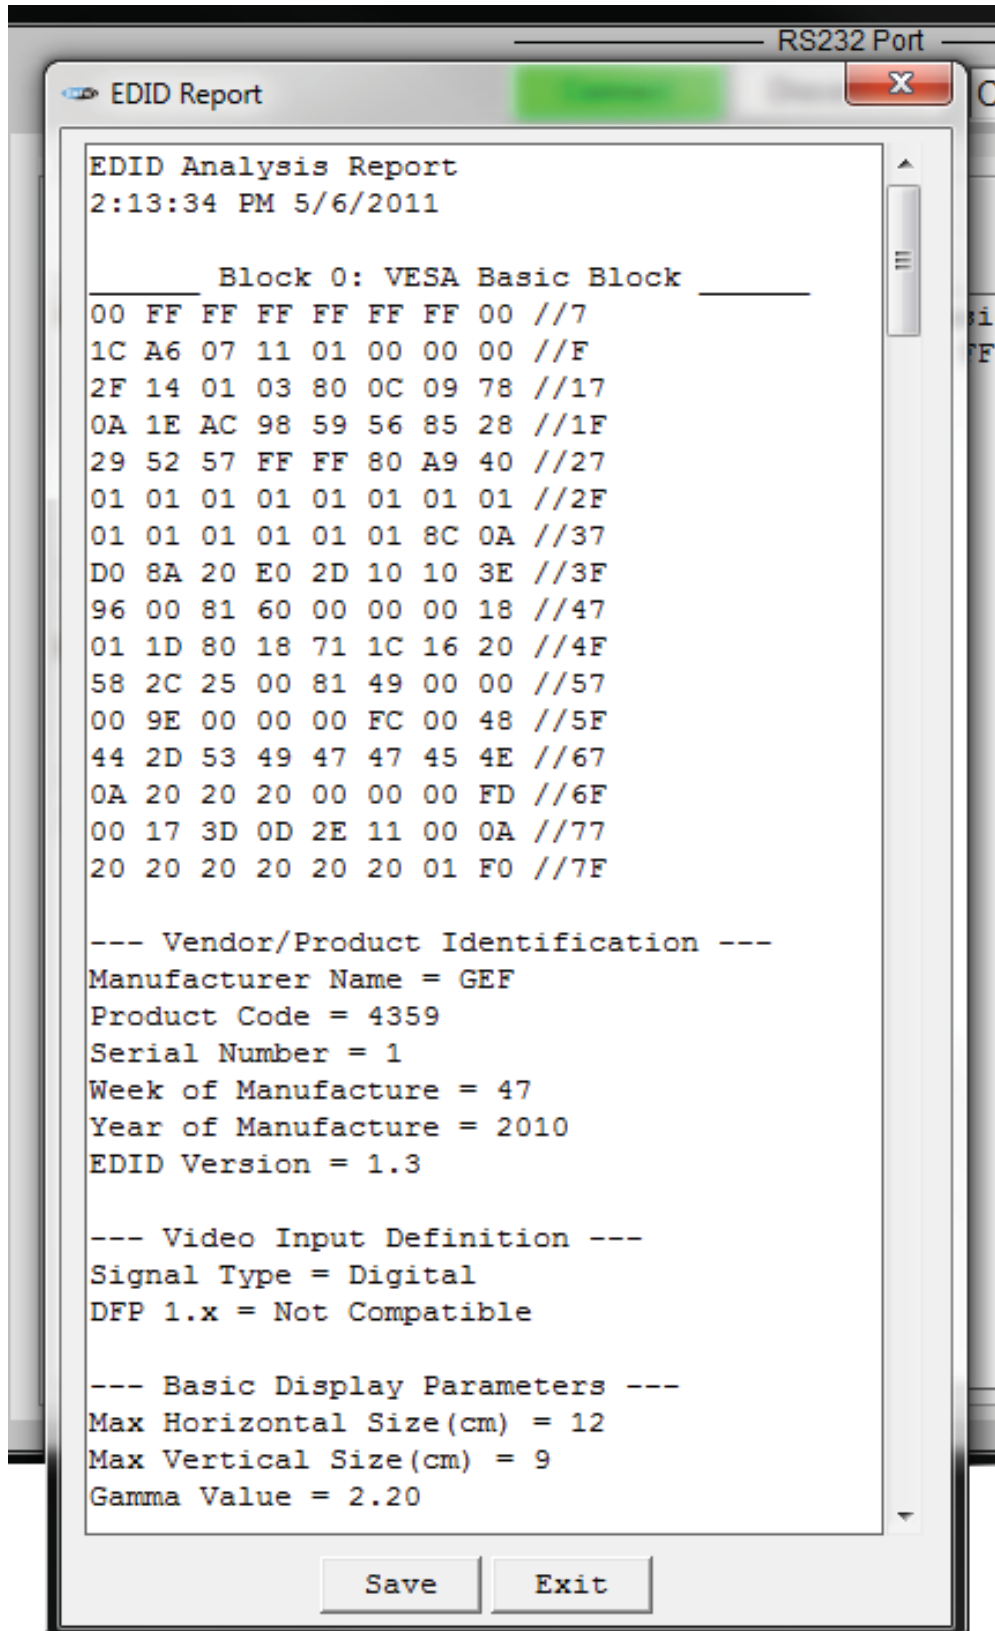 RS232 Port
EDID Report
EDID Analysis Report
2:13:34 PM 5/6/2011
______ Block 0: VESA Basic Block ______
00 FF FF FF FF FF FF 00 //7
1C A6 07 11 01 00 00 00 //F
2F 14 01 03 80 0C 09 78 //17
0A 1E AC 98 59 56 85 28 //1F
29 52 57 FF FF 80 A9 40 //27
01 01 01 01 01 01 01 01 //2F
01 01 01 01 01 01 8C 0A //37
D0 8A 20 E0 2D 10 10 3E //3F
96 00 81 60 00 00 00 18 //47
01 1D 80 18 71 1C 16 20 //4F
58 2C 25 00 81 49 00 00 //57
00 9E 00 00 00 FC 00 48 //5F
44 2D 53 49 47 47 45 4E //67
0A 20 20 20 00 00 00 FD //6F
00 17 3D 0D 2E 11 00 0A //77
20 20 20 20 20 20 01 F0 //7F
--- Vendor/Product Identification ---
Manufacturer Name = GEF
Product Code = 4359
Serial Number = 1
Week of Manufacture = 47
Year of Manufacture = 2010
EDID Version = 1.3
--- Video Input Definition ---
Signal Type = Digital
DFP 1.x = Not Compatible
--- Basic Display Parameters ---
Max Horizontal Size(cm) = 12
Max Vertical Size(cm) = 9
Gamma Value = 2.20
Save Exit